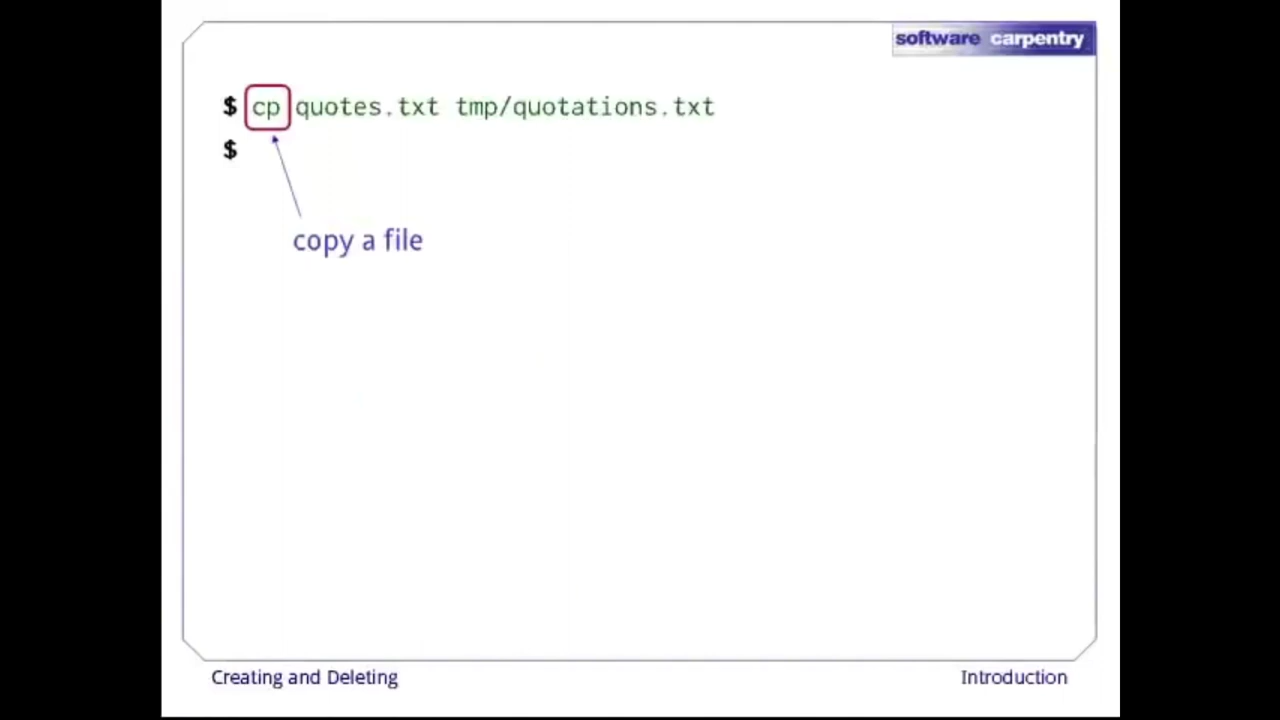 software carpentry
$ cp quotes.txt tmp/quotations.txt
$
copy a file
Creating and Deleting
Introduction